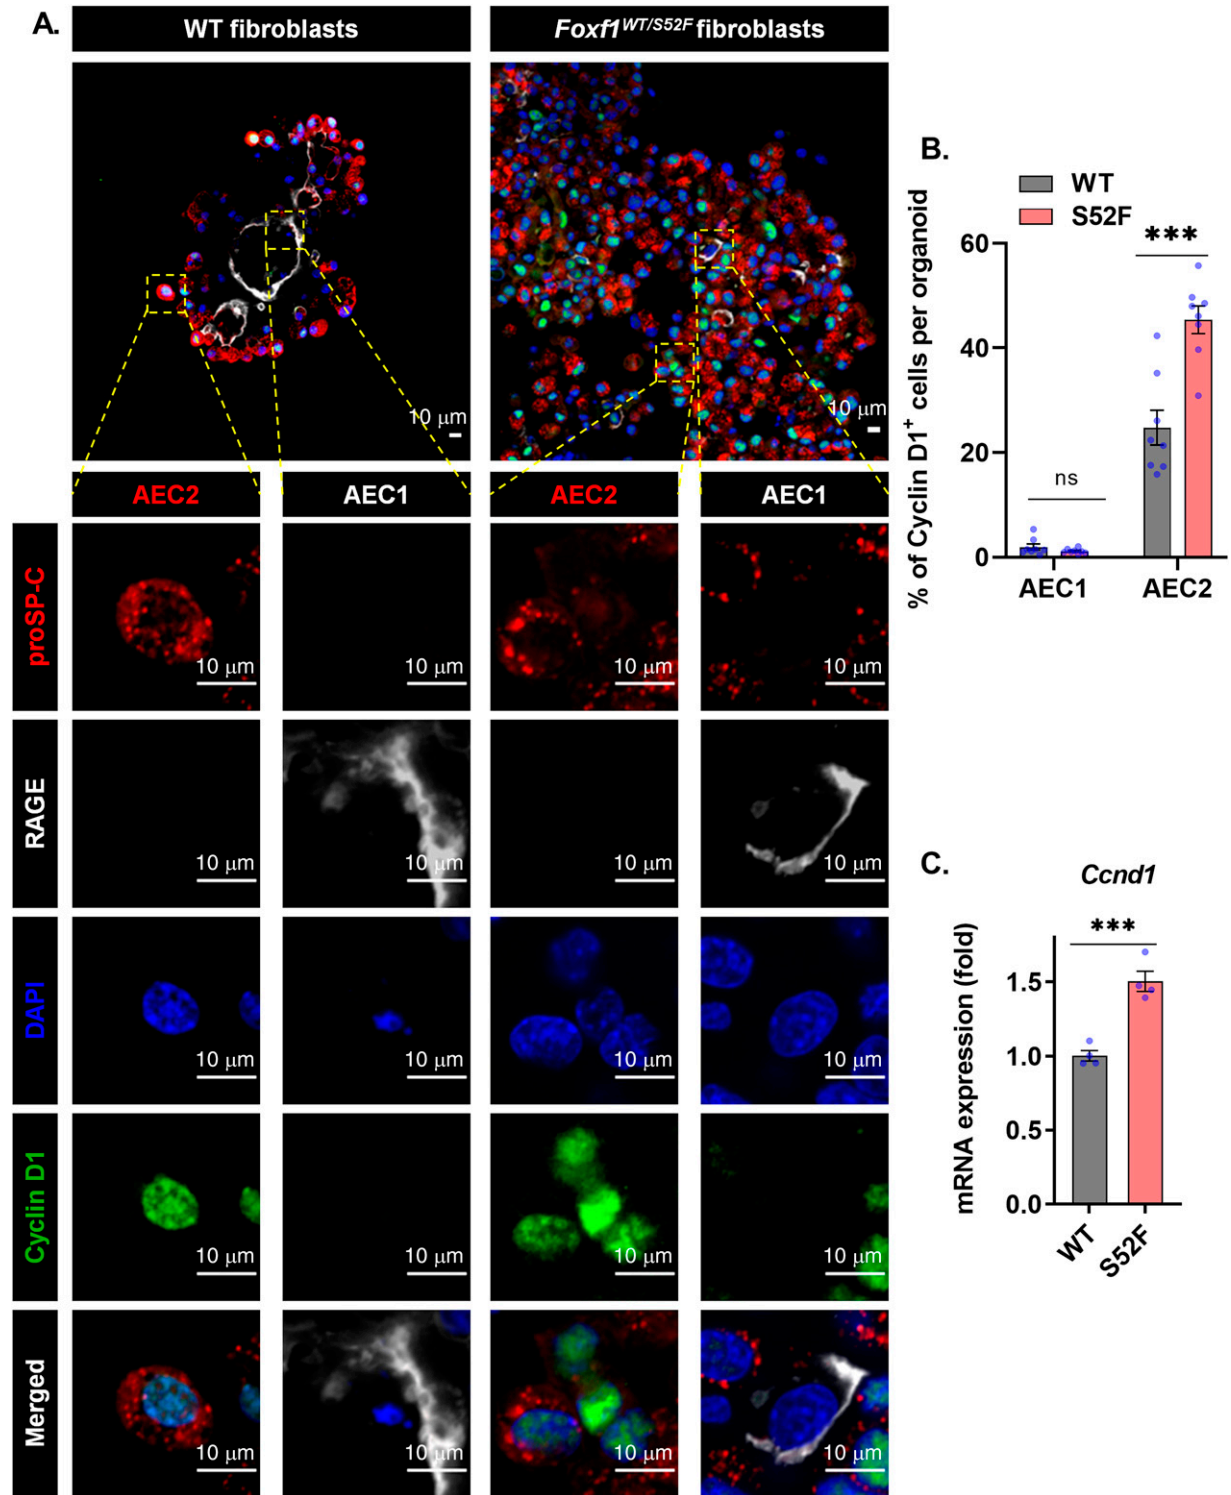 A.
WT fibroblasts
Foxf1WT/S52F fibroblasts
10 µm
10 µm
AEC2
AEC1
AEC2
AEC1
proSP-C
10 µm
10 µm
10 µm
10 µm
RAGE
10 µm
10 µm
10 µm
10 µm
DAPI
10 µm
10 µm
10 µm
10 µm
Cyclin D1
10 µm
10 µm
10 µm
10 µm
Merged
10 µm
10 µm
10 µm
10 µm
B.
WT
S52F
% of Cyclin D1+ cells per organoid
60
40
20
0
ns
***
AEC1
AEC2
C.
Ccnd1
***
mRNA expression (fold)
1.5
1.0
0.5
0.0
WT
S52F